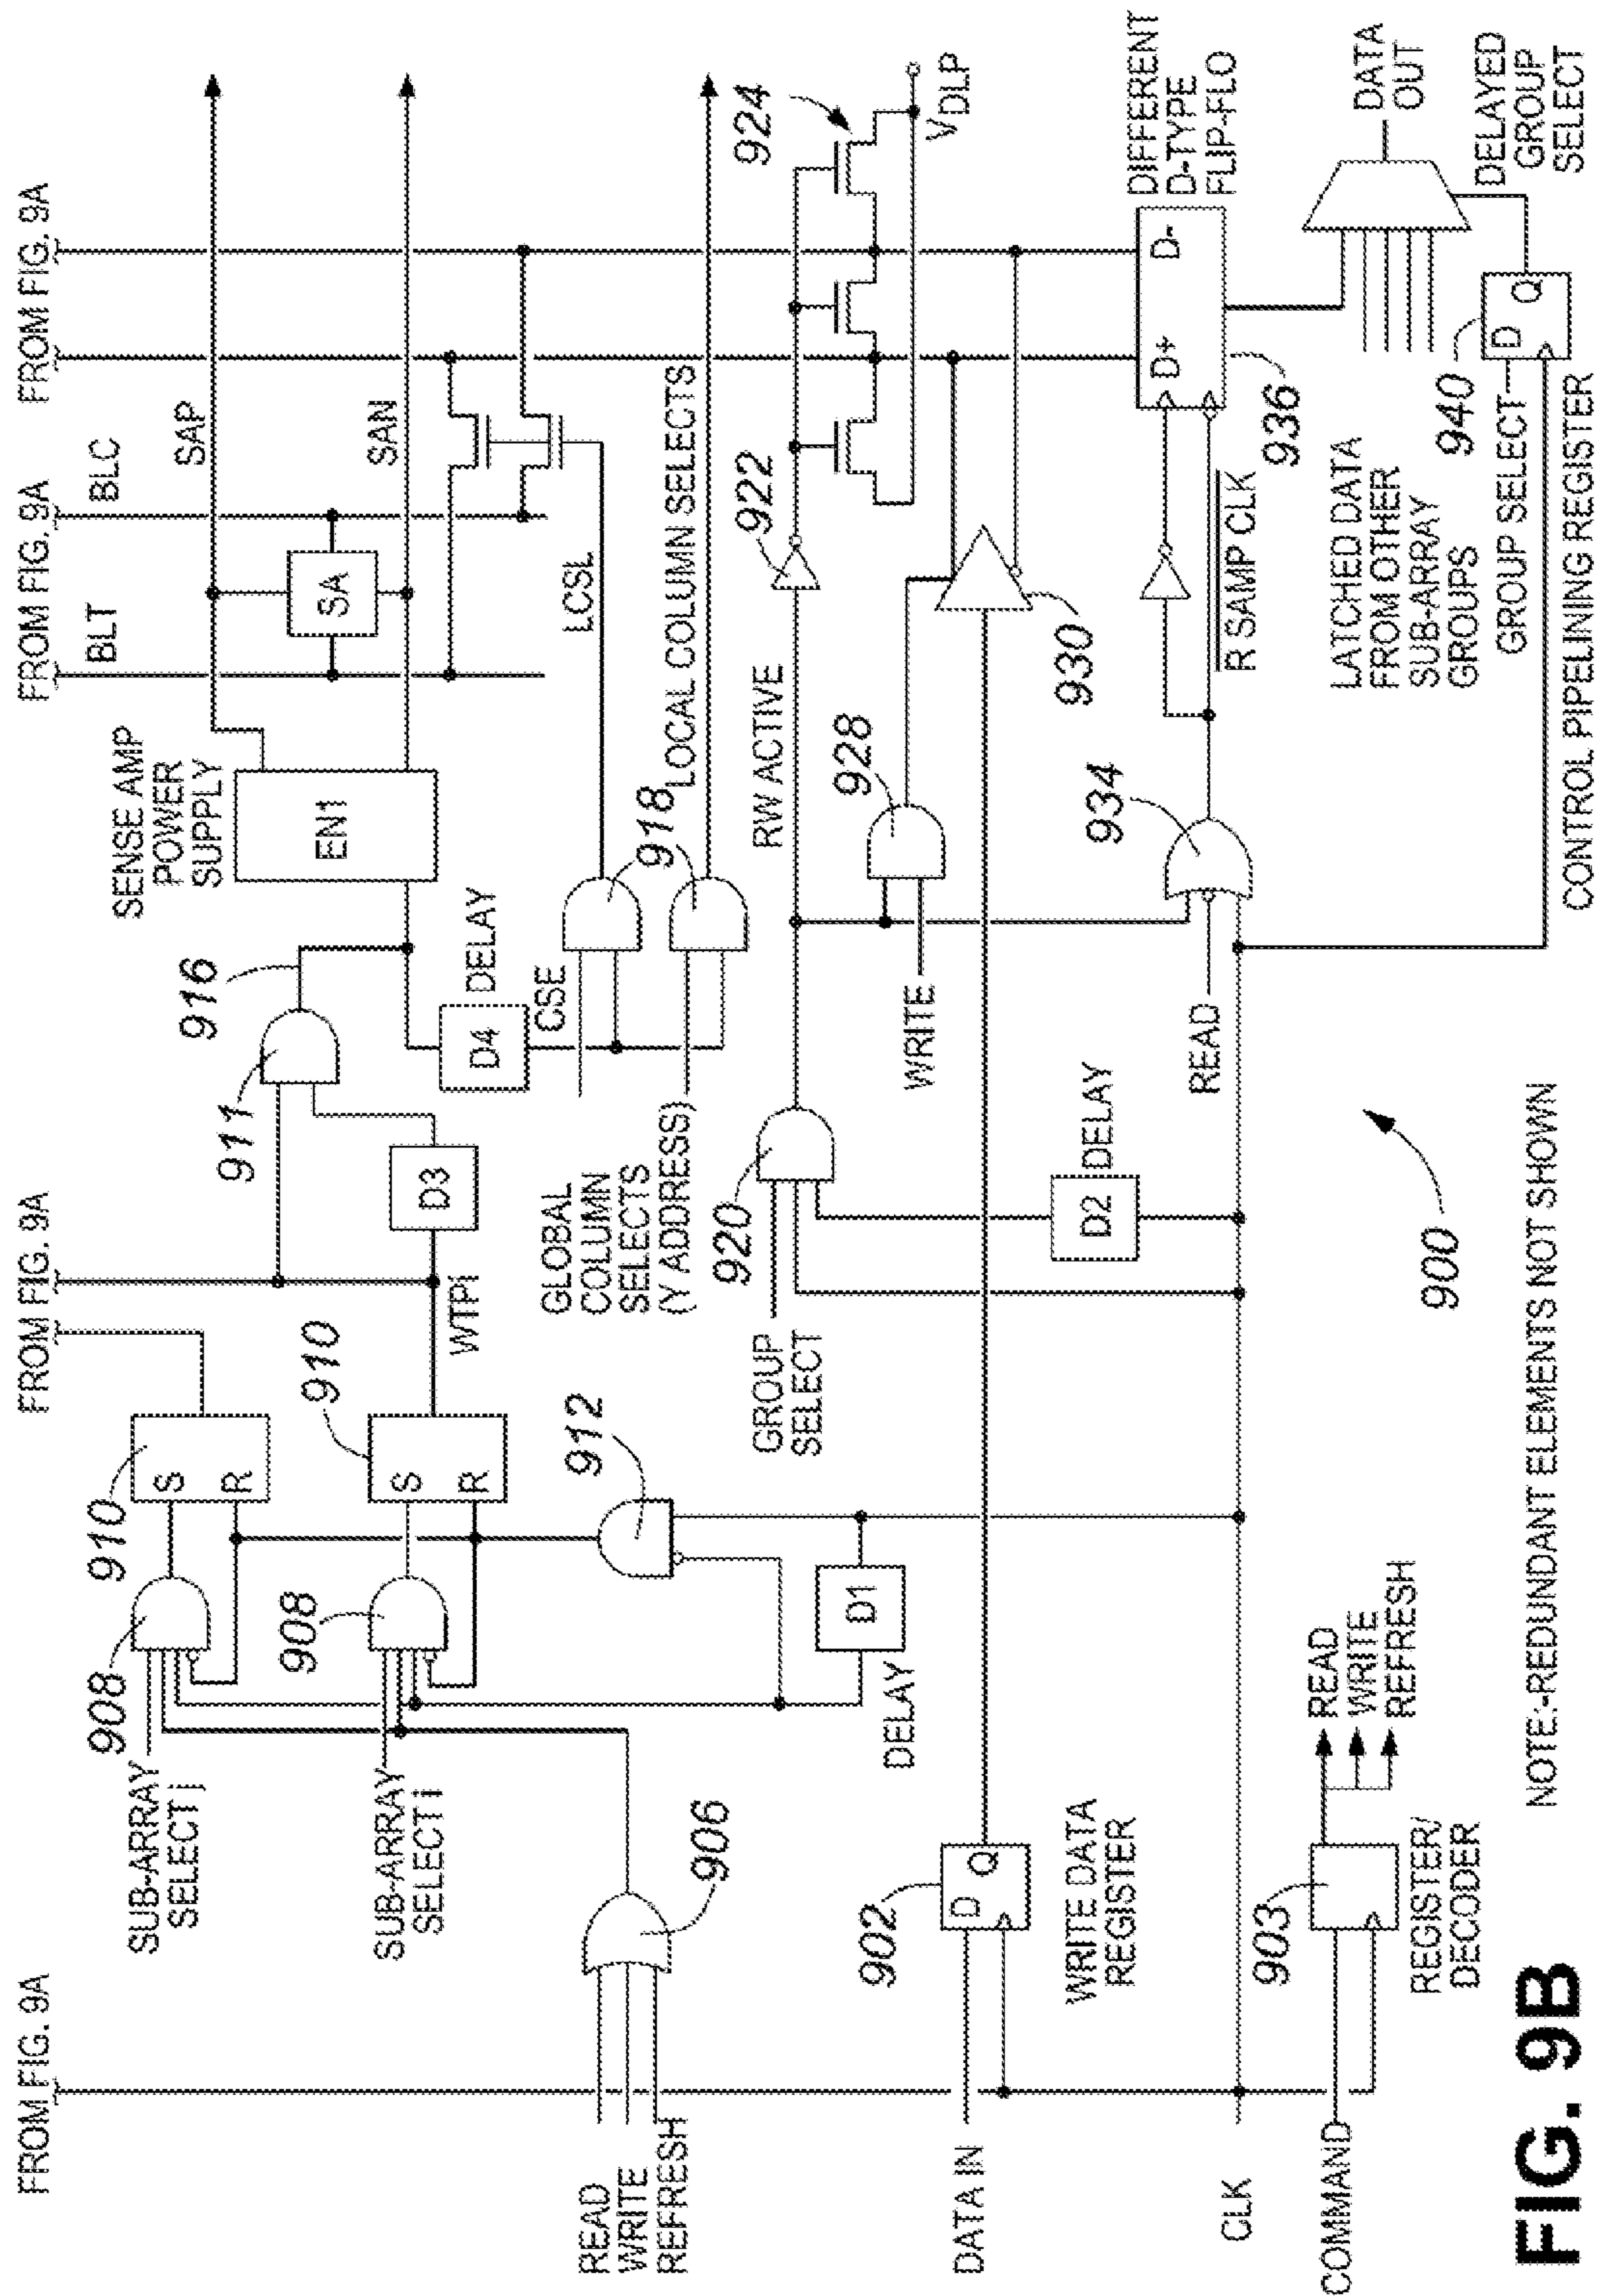 FROM FIG. 9A
FROM FIG. 9A
FROM FIG. 9A
FROM FIG. 9A
SUB-ARRAY
SELECT j
908
910
S
R
SUB-ARRAY
SELECT i
908
910
S
R
WTPi
D3
911
916
SENSE AMP
POWER
SUPPLY
EN1
BLT
BLC
SA
SAP
SAN
D4
DELAY
CSE
918
LCSL
LOCAL COLUMN SELECTS
GLOBAL
COLUMN
SELECTS
(Y ADDRESS)
READ
WRITE
REFRESH
906
912
D1
DELAY
GROUP
SELECT
920
RW ACTIVE
922
924
VDLP
WRITE
928
930
DATA IN
D
Q
902
WRITE DATA
REGISTER
D2
DELAY
READ
934
R SAMP CLK
D+
D-
936
DIFFERENT
D-TYPE
FLIP-FLO
CLK
COMMAND
903
REGISTER/
DECODER
READ
WRITE
REFRESH
LATCHED DATA
FROM OTHER
SUB-ARRAY
GROUPS
DATA
OUT
940
GROUP SELECT
D
Q
DELAYED
GROUP
SELECT
CONTROL PIPELINING REGISTER
900
NOTE:-REDUNDANT ELEMENTS NOT SHOWN
FIG. 9B